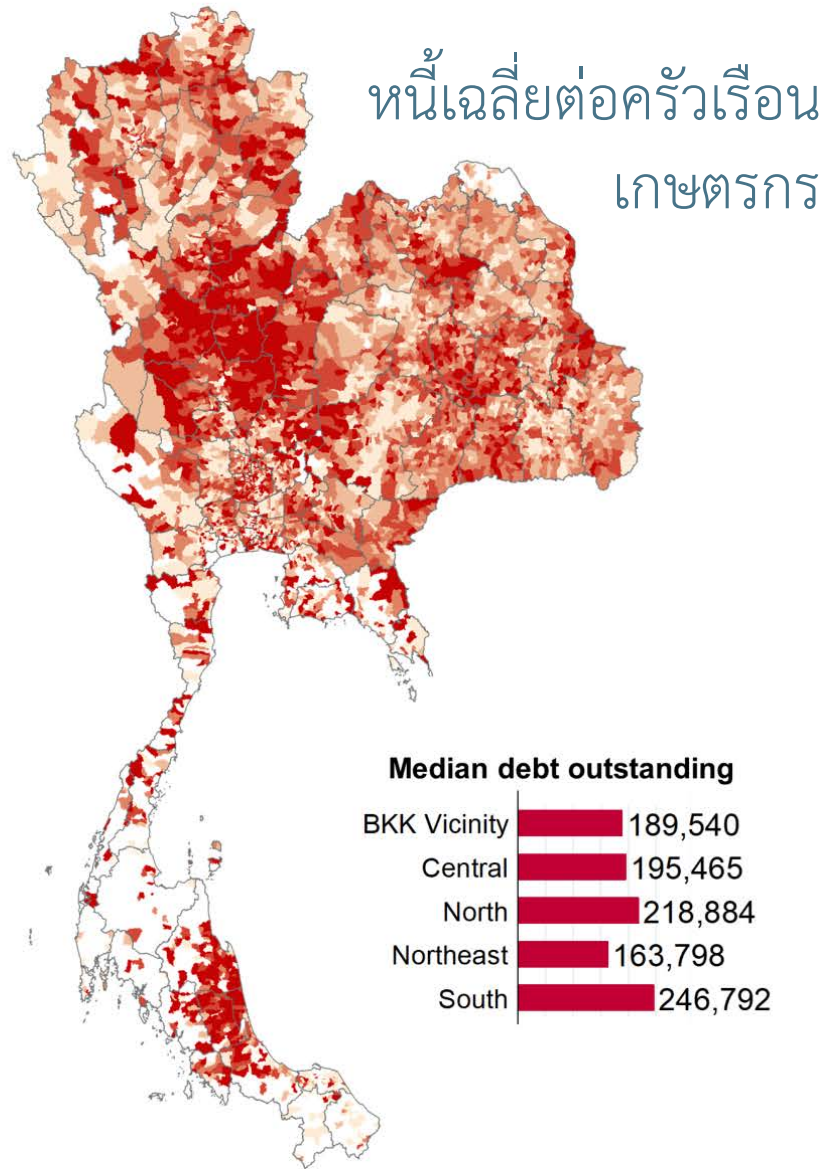 หนี้เฉลี่ยต่อครัวเรือน
เกษตรกร
Median debt outstanding
BKK Vicinity 189,540
Central 195,465
North 218,884
Northeast 163,798
South 246,792